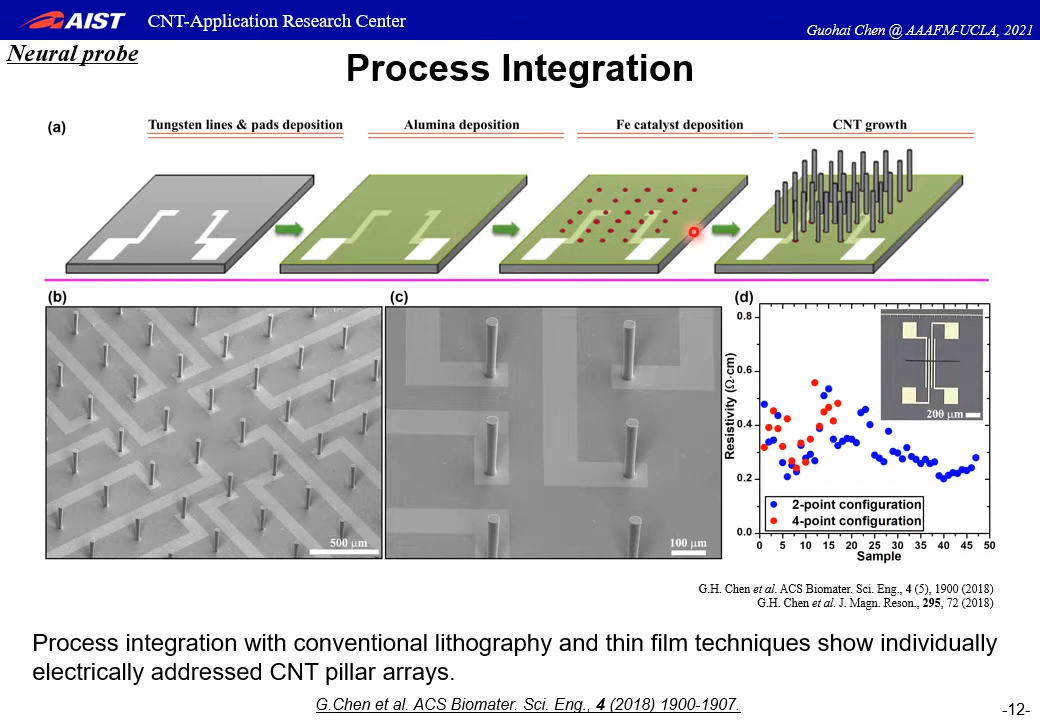 AIST
CNT-Application Research Center
Guohai Chen @ AAAFM-UCLA, 2021
Neural probe
Process Integration
(a)
Tungsten lines & pads deposition
Alumina deposition
Fe catalyst deposition
CNT growth
(b)
500 μm
(c)
100 μm
(d)
Resistivity (Ω·cm)
0.8
0.6
0.4
0.2
0.0
200 μm
2-point configuration
4-point configuration
0 5 10 15 20 25 30 35 40 45 50
Sample
G.H. Chen et al. ACS Biomater. Sci. Eng., 4 (5), 1900 (2018)
G.H. Chen et al. J. Magn. Reson., 295, 72 (2018)
Process integration with conventional lithography and thin film techniques show individually
electrically addressed CNT pillar arrays.
G.Chen et al. ACS Biomater. Sci. Eng., 4 (2018) 1900-1907.
-12-